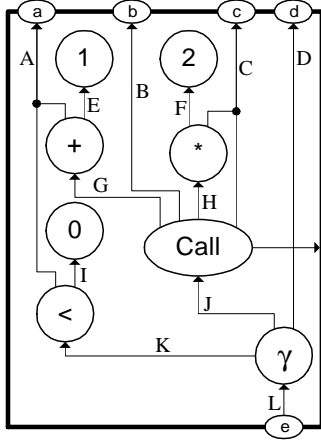 a b c d
A 1 2 C D
B
E F
+ *
G H
0 Call
I
< J
K γ
L
e